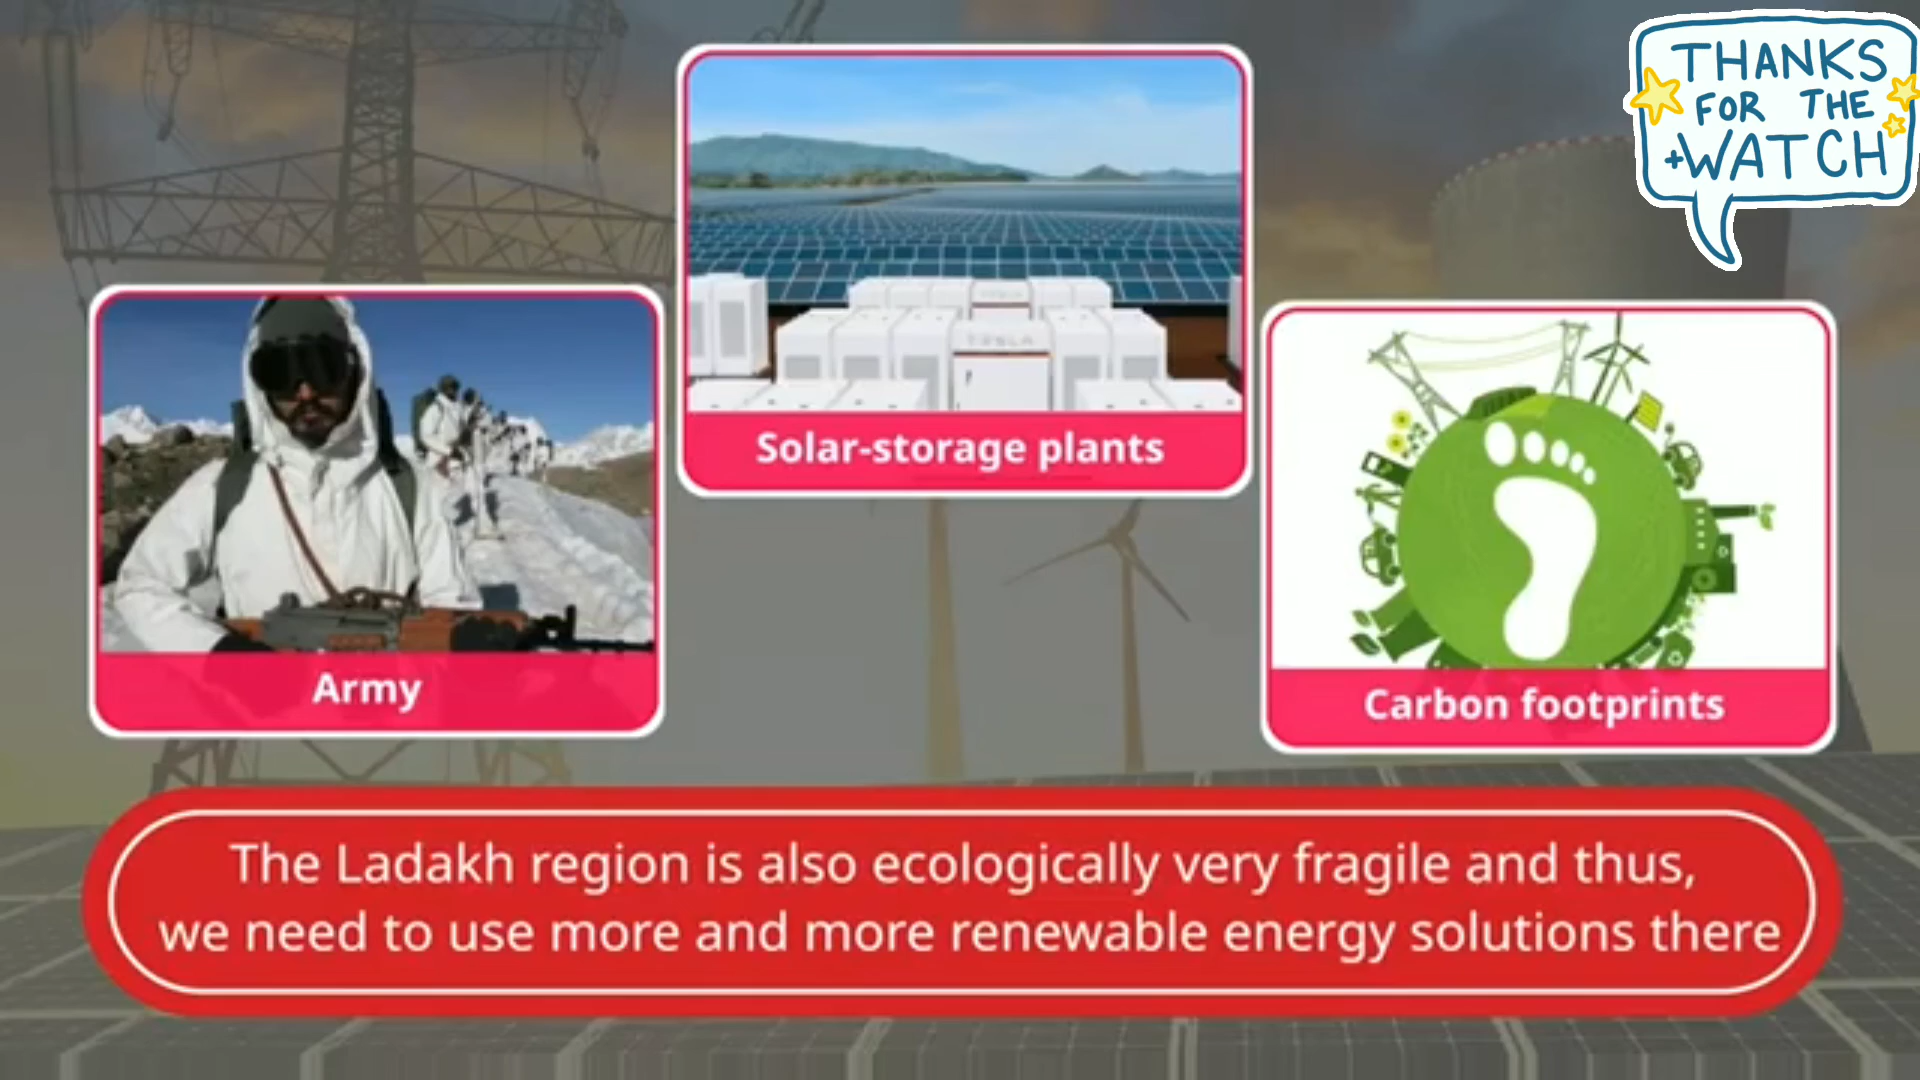 THANKS
FOR THE
WATCH
TESLA
Solar-storage plants
Army
Carbon footprints
The Ladakh region is also ecologically very fragile and thus,
we need to use more and more renewable energy solutions there